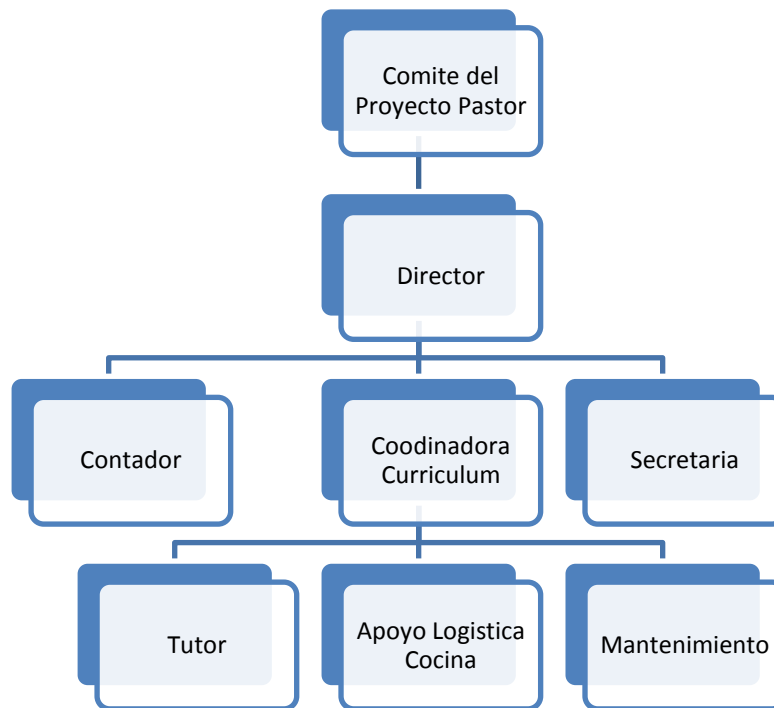 Comite del
Proyecto Pastor
Director
Contador
Coodinadora
Curriculum
Secretaria
Tutor
Apoyo Logistica
Cocina
Mantenimiento